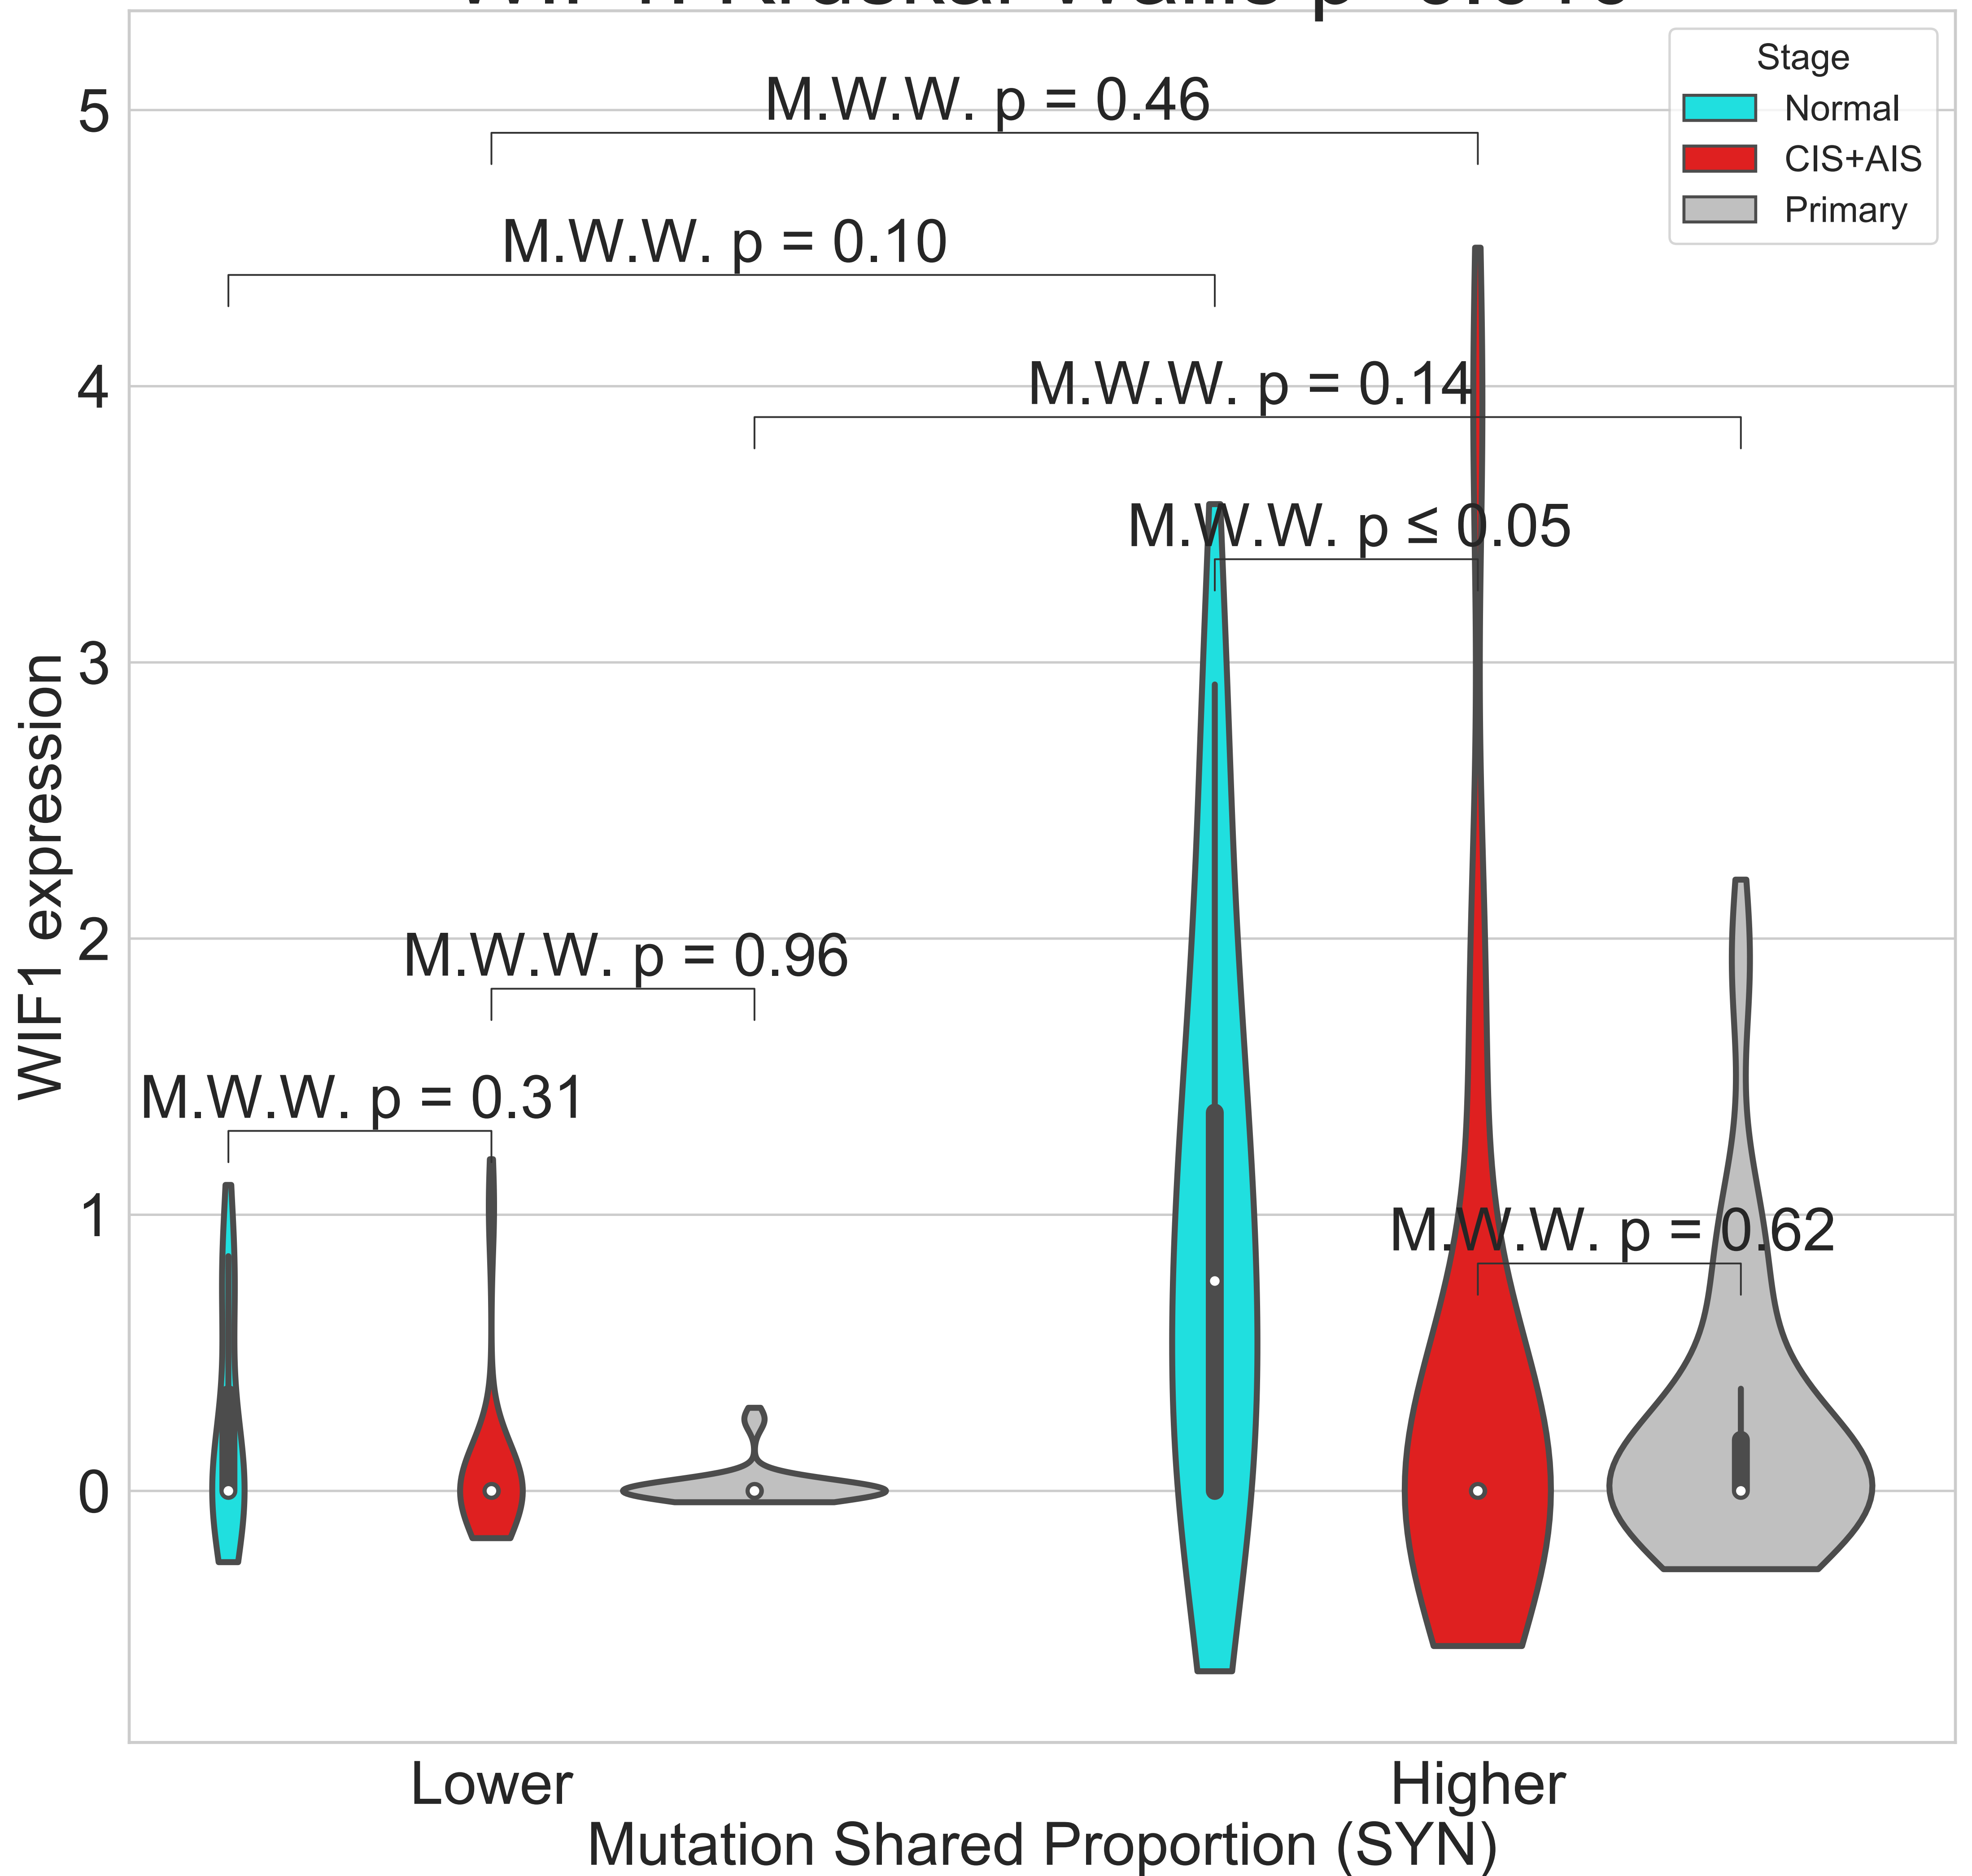 Stage
Normal
CIS+AIS
Primary
M.W.W. p = 0.46
M.W.W. p = 0.10
M.W.W. p = 0.14
M.W.W. p ≤ 0.05
M.W.W. p = 0.96
M.W.W. p = 0.31
M.W.W. p = 0.62
5
4
3
2
1
0
WIF1 expression
Lower
Higher
Mutation Shared Proportion (SYN)